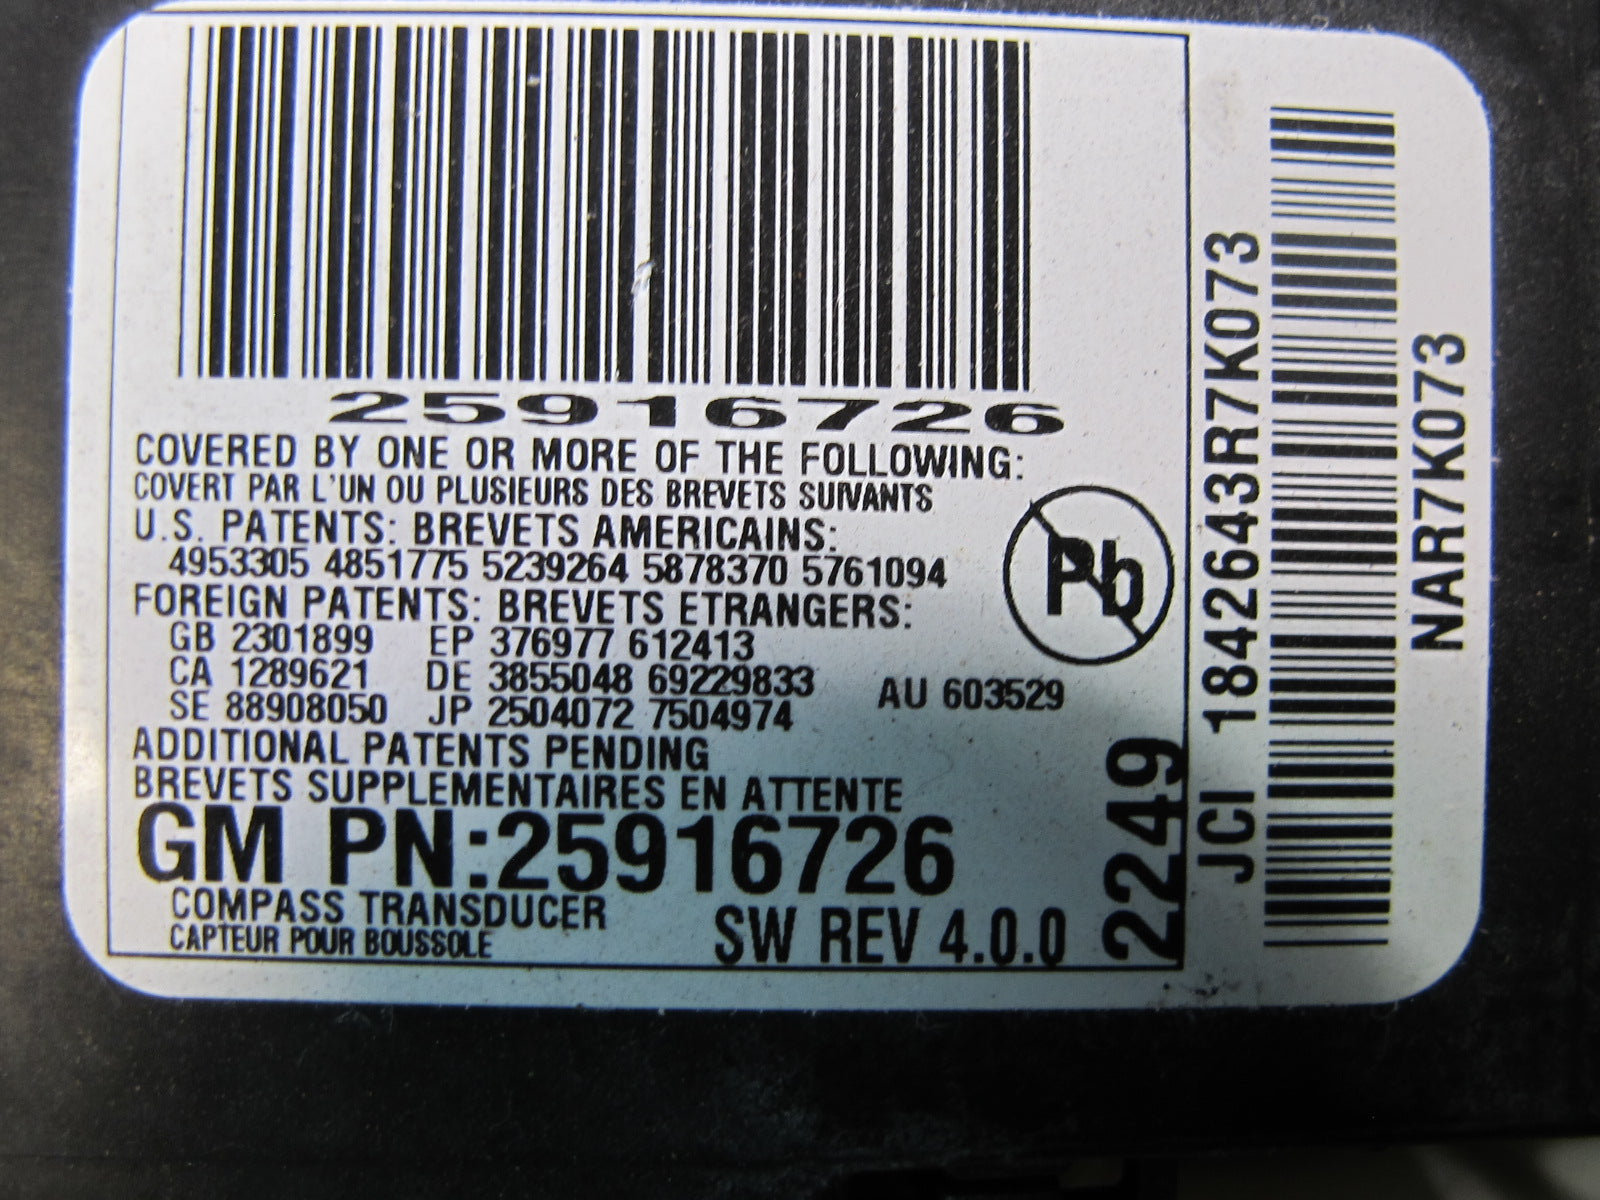 25916726
COVERED BY ONE OR MORE OF THE FOLLOWING:
COVERT PAR L'UN OU PLUSIEURS DES BREVETS SUIVANTS
U.S. PATENTS: BREVETS AMERICAINS:
4953305 4851775 5239264 5878370 5761094
FOREIGN PATENTS: BREVETS ETRANGERS:
GB 2301899 EP 376977 612413
CA 1289621 DE 3855048 69229833 AU 603529
SE 88908050 JP 2504072 7504974
ADDITIONAL PATENTS PENDING
BREVETS SUPPLEMENTAIRES EN ATTENTE
GM PN:25916726
COMPASS TRANSDUCER
CAPTEUR POUR BOUSSOLE
SW REV 4.0.0
Pb
2249
JCI 1842643R7K073
NAR7K073